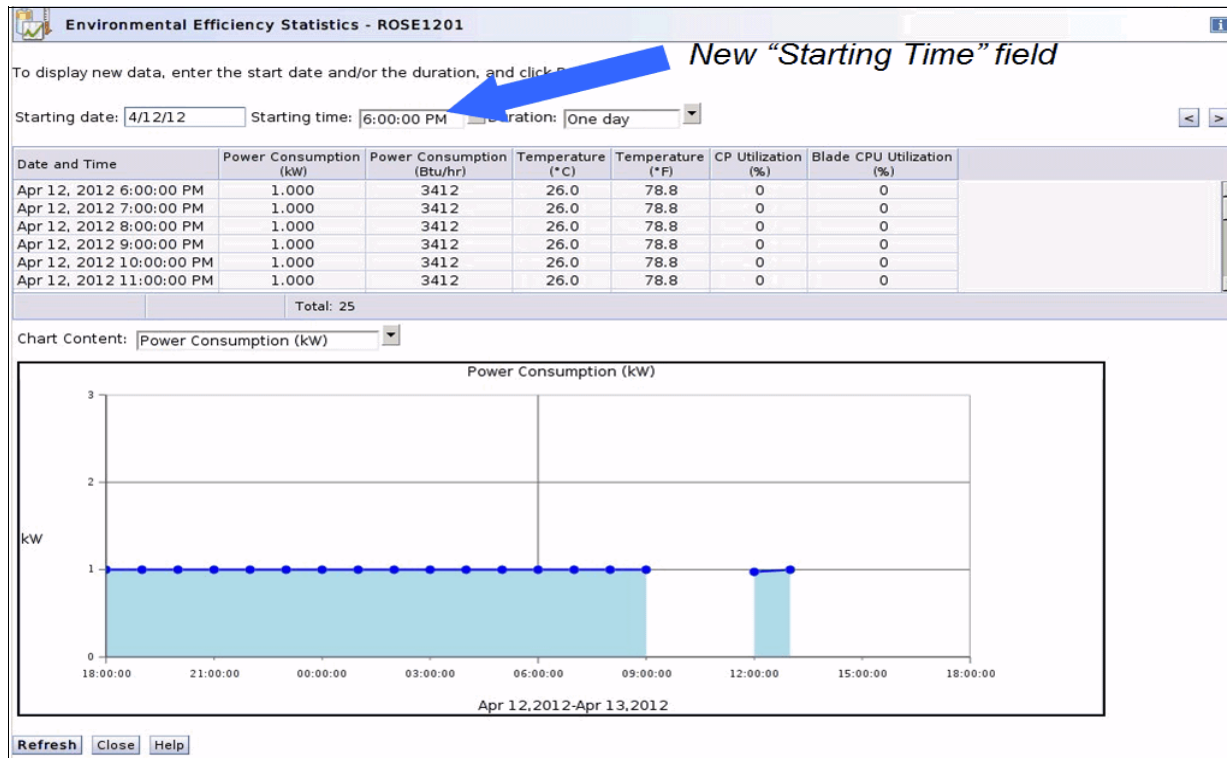 Environmental Efficiency Statistics - ROSE1201
New “Starting Time” field
To display new data, enter the start date and/or the duration, and click
Starting date: 4/12/12 Starting time: 6:00:00 PM Duration: One day
< >
Date and Time Power Consumption (kW) Power Consumption (Btu/hr) Temperature (°C) Temperature (°F) CP Utilization (%) Blade CPU Utilization (%)
Apr 12, 2012 6:00:00 PM 1.000 3412 26.0 78.8 0 0
Apr 12, 2012 7:00:00 PM 1.000 3412 26.0 78.8 0 0
Apr 12, 2012 8:00:00 PM 1.000 3412 26.0 78.8 0 0
Apr 12, 2012 9:00:00 PM 1.000 3412 26.0 78.8 0 0
Apr 12, 2012 10:00:00 PM 1.000 3412 26.0 78.8 0 0
Apr 12, 2012 11:00:00 PM 1.000 3412 26.0 78.8 0 0
Total: 25
Chart Content: Power Consumption (kW)
Power Consumption (kW)
3
2
kW
1
0
18:00:00 21:00:00 00:00:00 03:00:00 06:00:00 09:00:00 12:00:00 15:00:00 18:00:00
Apr 12,2012-Apr 13,2012
Refresh Close Help